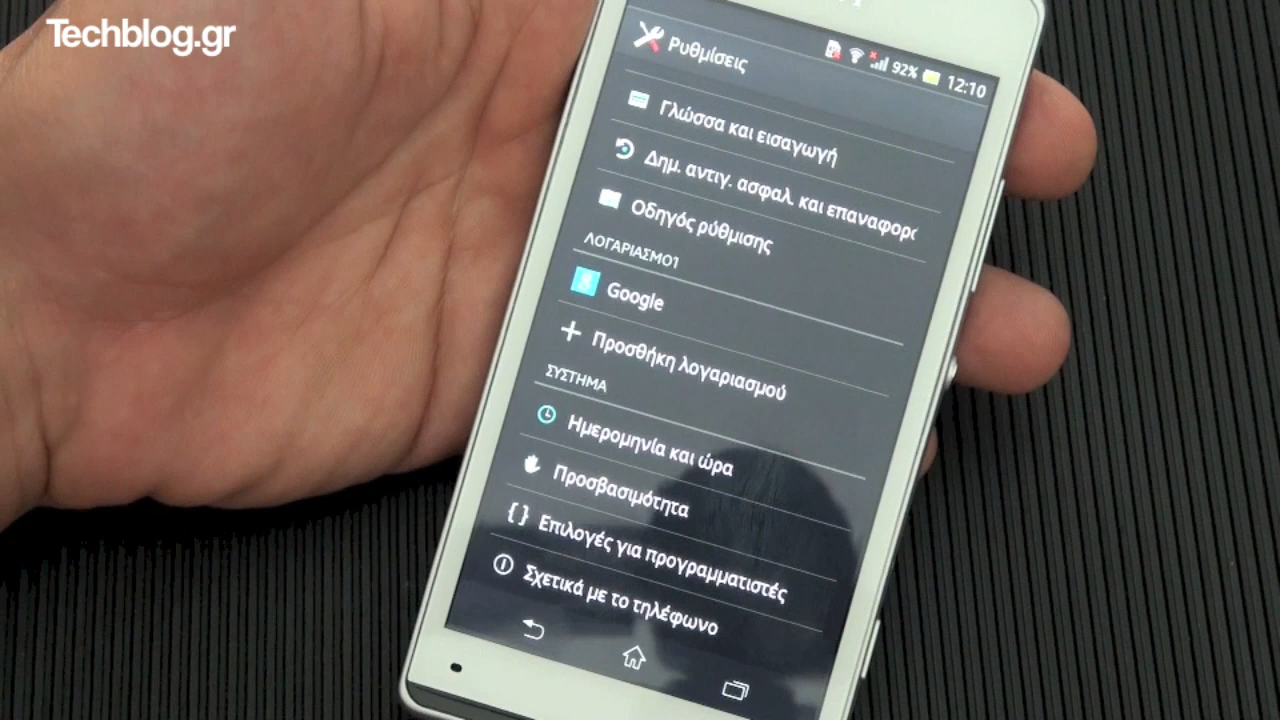 Techblog.gr
92% 12:10
Ρυθμίσεις
Γλώσσα και εισαγωγή
Δημ. αντιγ. ασφαλ. και επαναφορ
Οδηγός ρύθμισης
ΛΟΓΑΡΙΑΣΜΟΊ
Google
Προσθήκη λογαριασμού
ΣΥΣΤΗΜΑ
Ημερομηνία και ώρα
Προσβασιμότητα
{} Επιλογές για προγραμματιστές
Σχετικά με το τηλέφωνο